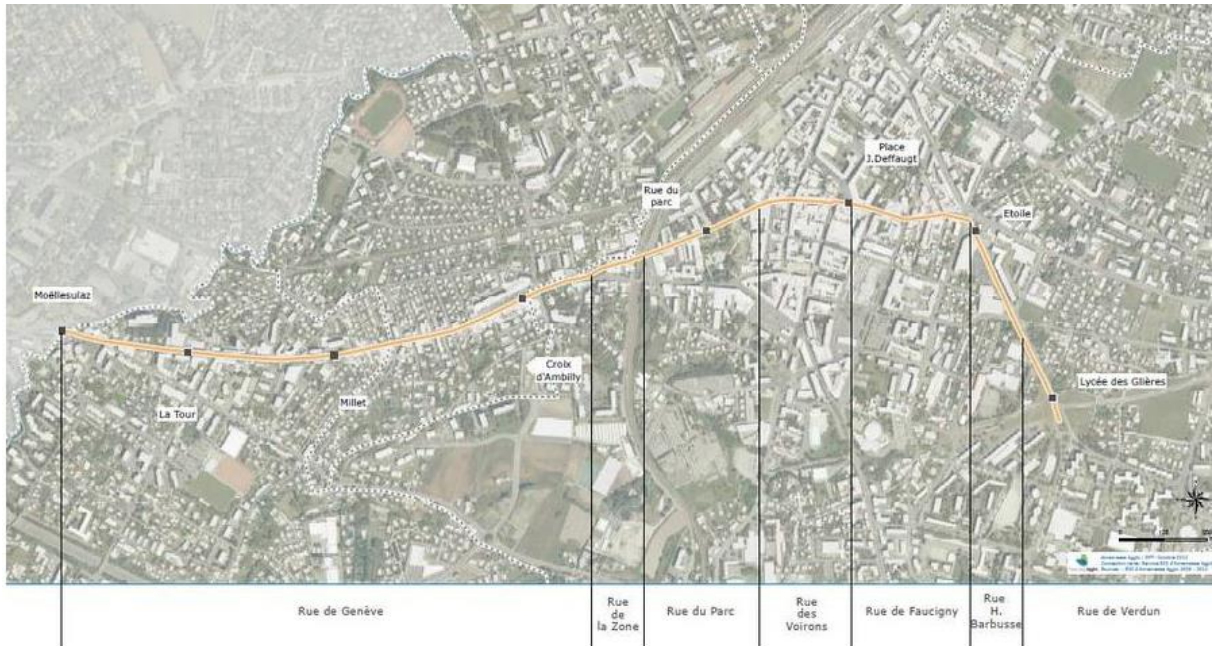 Place
J.Deffaugt
Rue du
parc
Etoile
Moëllesulaz
Croix
d'Ambilly
Lycée des Glières
La Tour
Millet
Rue de Genève
Rue
de
la Zone
Rue du Parc
Rue
des
Voirons
Rue de Faucigny
Rue
H.
Barbusse
Rue de Verdun